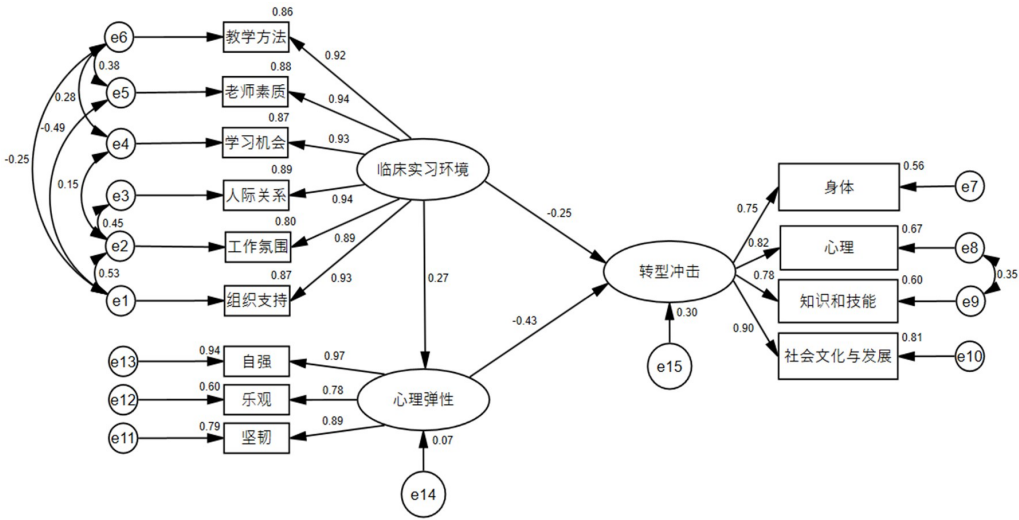 0.86
e6
教学方法
0.92
0.38
0.88
e5
老师素质
0.94
0.28
-0.49
0.87
e4
学习机会
0.93
-0.25
0.15
0.89
e3
人际关系
0.94
0.45
0.80
e2
工作氛围
0.89
0.53
0.87
e1
组织支持
0.93
临床实习环境
-0.25
0.27
转型冲击
-0.43
0.30
e15
0.75
身体
0.56
e7
0.82
心理
0.67
e8
0.35
0.78
知识和技能
0.60
e9
0.90
社会文化与发展
0.81
e10
e13
0.94
自强
0.97
e12
0.60
乐观
0.78
e11
0.79
坚韧
0.89
心理弹性
0.07
e14